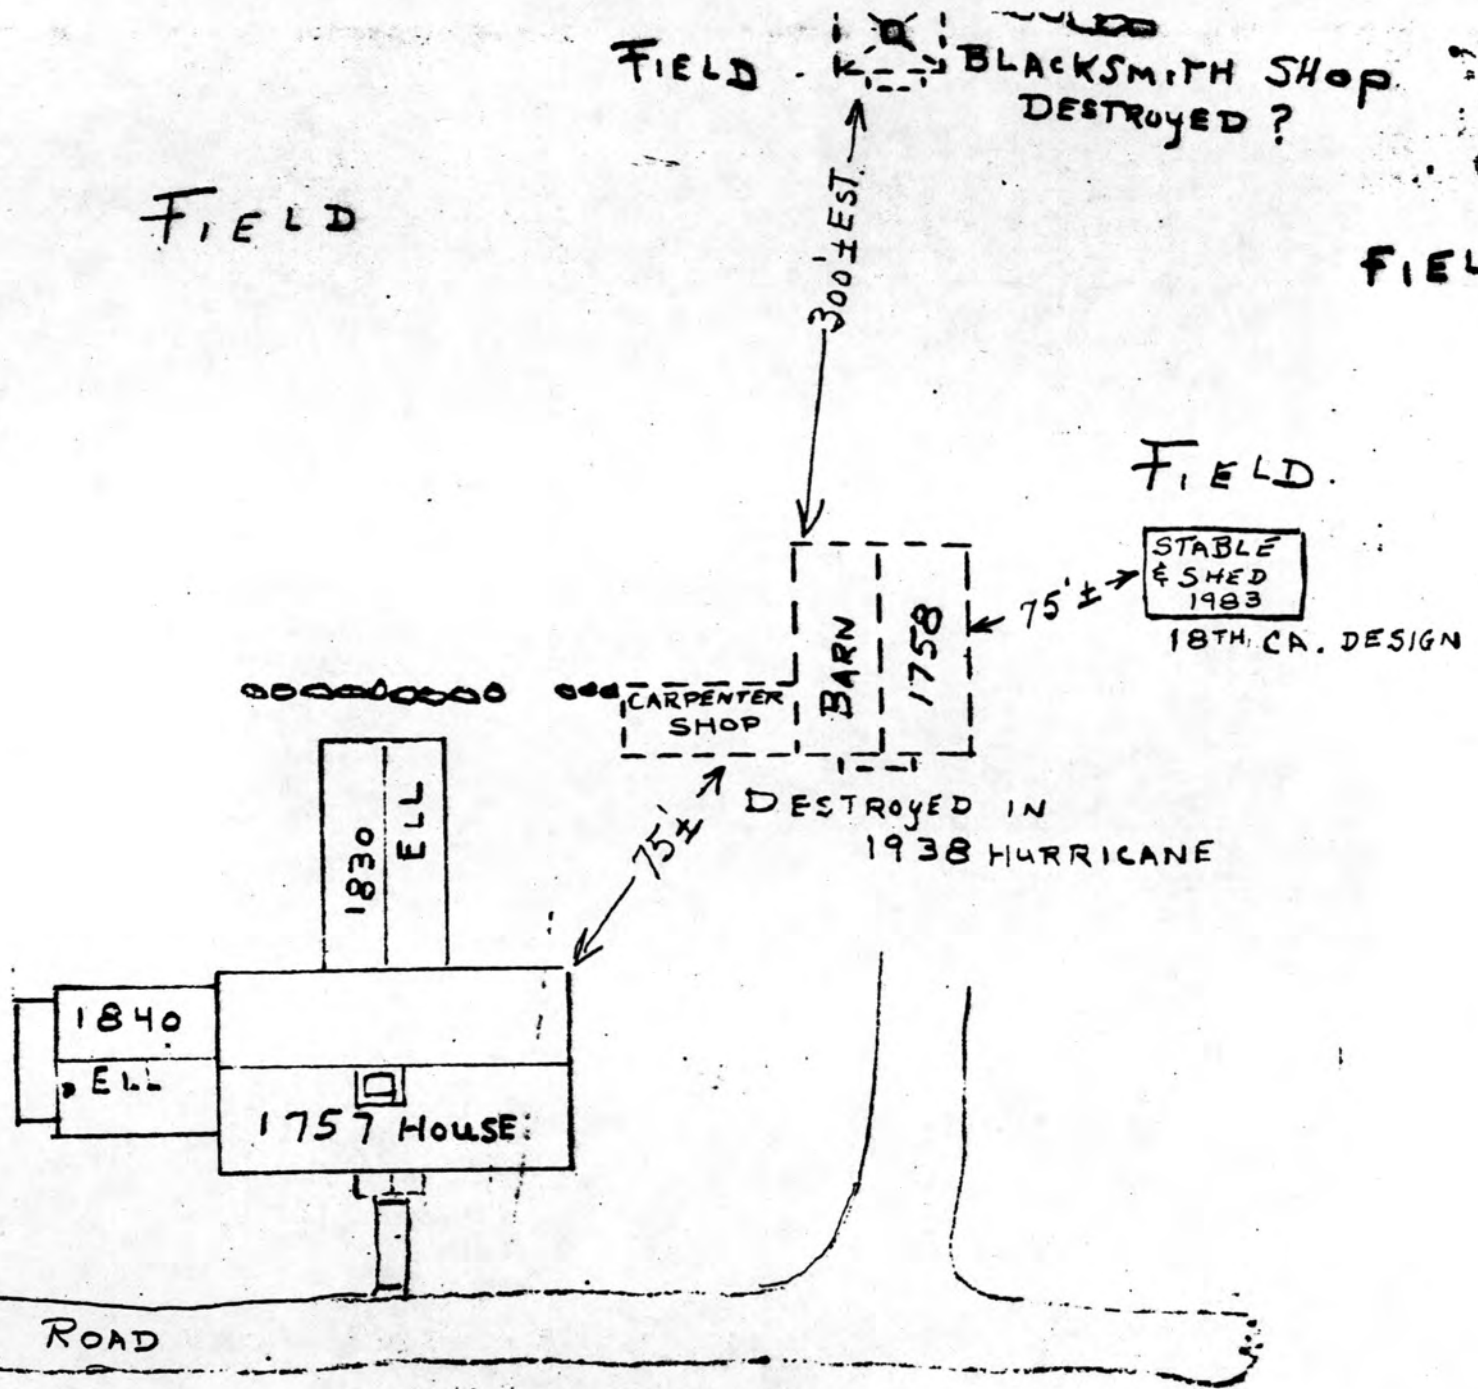 FIELD
BLACKSMITH SHOP
DESTROYED ?
FIELD
300'± EST.
FIEL
FIELD.
STABLE
& SHED
1983
18TH. CA. DESIGN
75'±
BARN
1758
CARPENTER
SHOP
DESTROYED IN
1938 HURRICANE
75'±
1830
ELL
1840
ELL
1757 HOUSE
ROAD